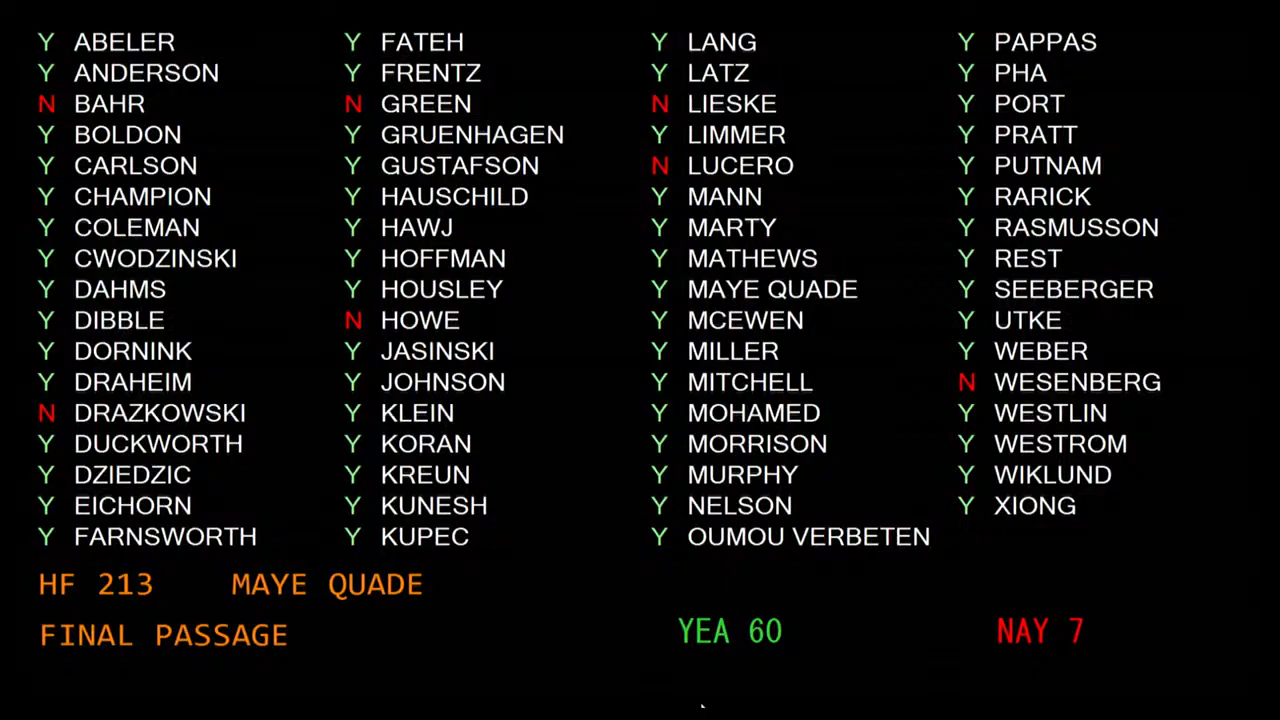 Y ABELER Y FATEH Y LANG Y PAPPAS
Y ANDERSON Y FRENTZ Y LATZ Y PHA
N BAHR N GREEN N LIESKE Y PORT
Y BOLDON Y GRUENHAGEN Y LIMMER Y PRATT
Y CARLSON Y GUSTAFSON N LUCERO Y PUTNAM
Y CHAMPION Y HAUSCHILD Y MANN Y RARICK
Y COLEMAN Y HAWJ Y MARTY Y RASMUSSON
Y CWODZINSKI Y HOFFMAN Y MATHEWS Y REST
Y DAHMS Y HOUSLEY Y MAYE QUADE Y SEEBERGER
Y DIBBLE N HOWE Y MCEWEN Y UTKE
Y DORNINK Y JASINSKI Y MILLER Y WEBER
Y DRAHEIM Y JOHNSON Y MITCHELL N WESENBERG
N DRAZKOWSKI Y KLEIN Y MOHAMED Y WESTLIN
Y DUCKWORTH Y KORAN Y MORRISON Y WESTROM
Y DZIEDZIC Y KREUN Y MURPHY Y WIKLUND
Y EICHORN Y KUNESH Y NELSON Y XIONG
Y FARNSWORTH Y KUPEC Y OUMOU VERBETEN
HF 213 MAYE QUADE
FINAL PASSAGE YEA 60 NAY 7